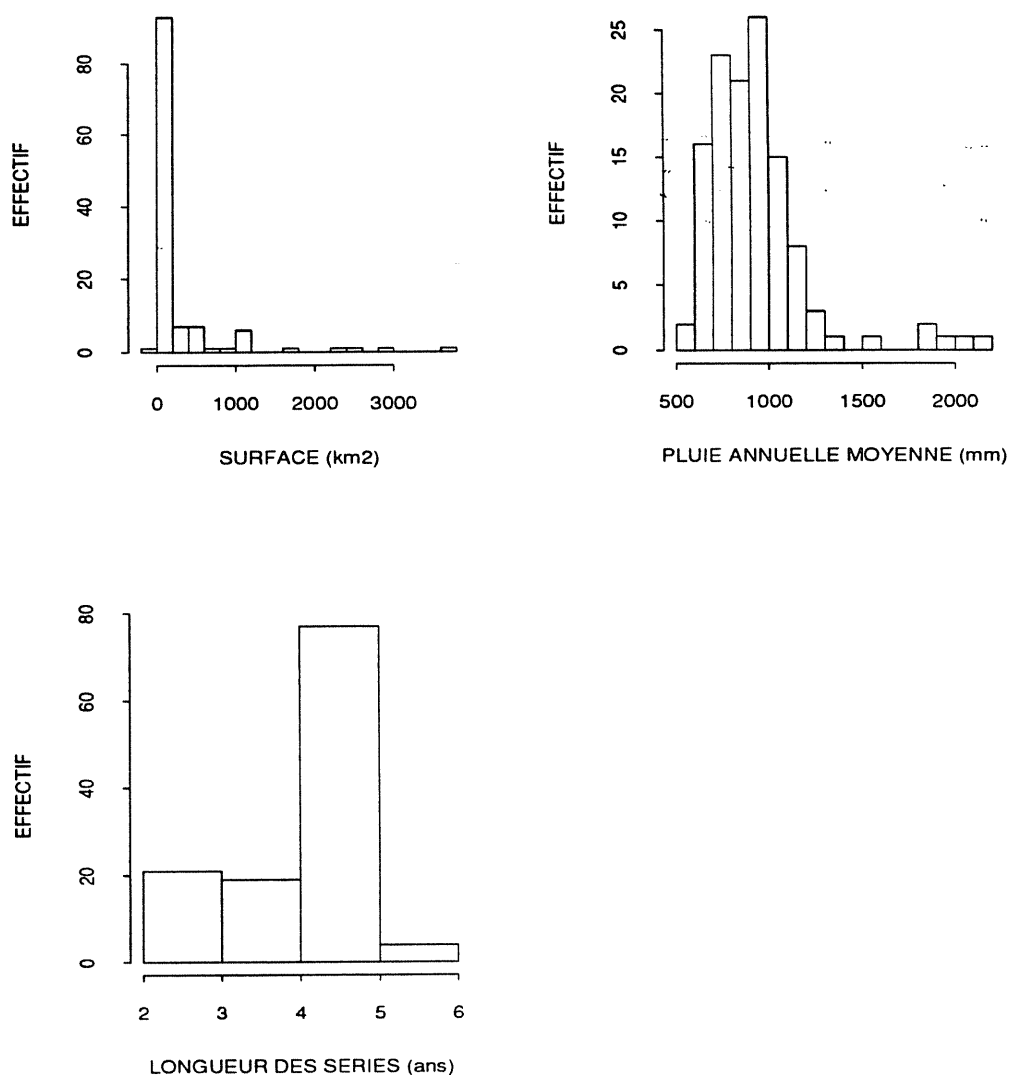 EFFECTIF
0 20 40 60 80
0 1000 2000 3000
SURFACE (km2)
EFFECTIF
0 5 10 15 20 25
500 1000 1500 2000
PLUIE ANNUELLE MOYENNE (mm)
EFFECTIF
0 20 40 60 80
2 3 4 5 6
LONGUEUR DES SERIES (ans)